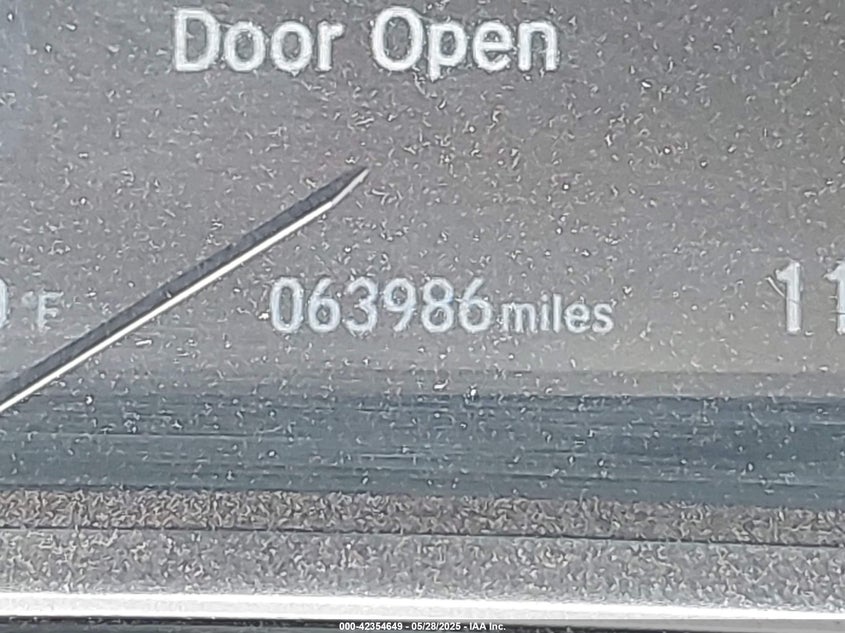 Door Open
°F 063986 miles 11
000-42354649 - 05/28/2025 - IAA Inc.